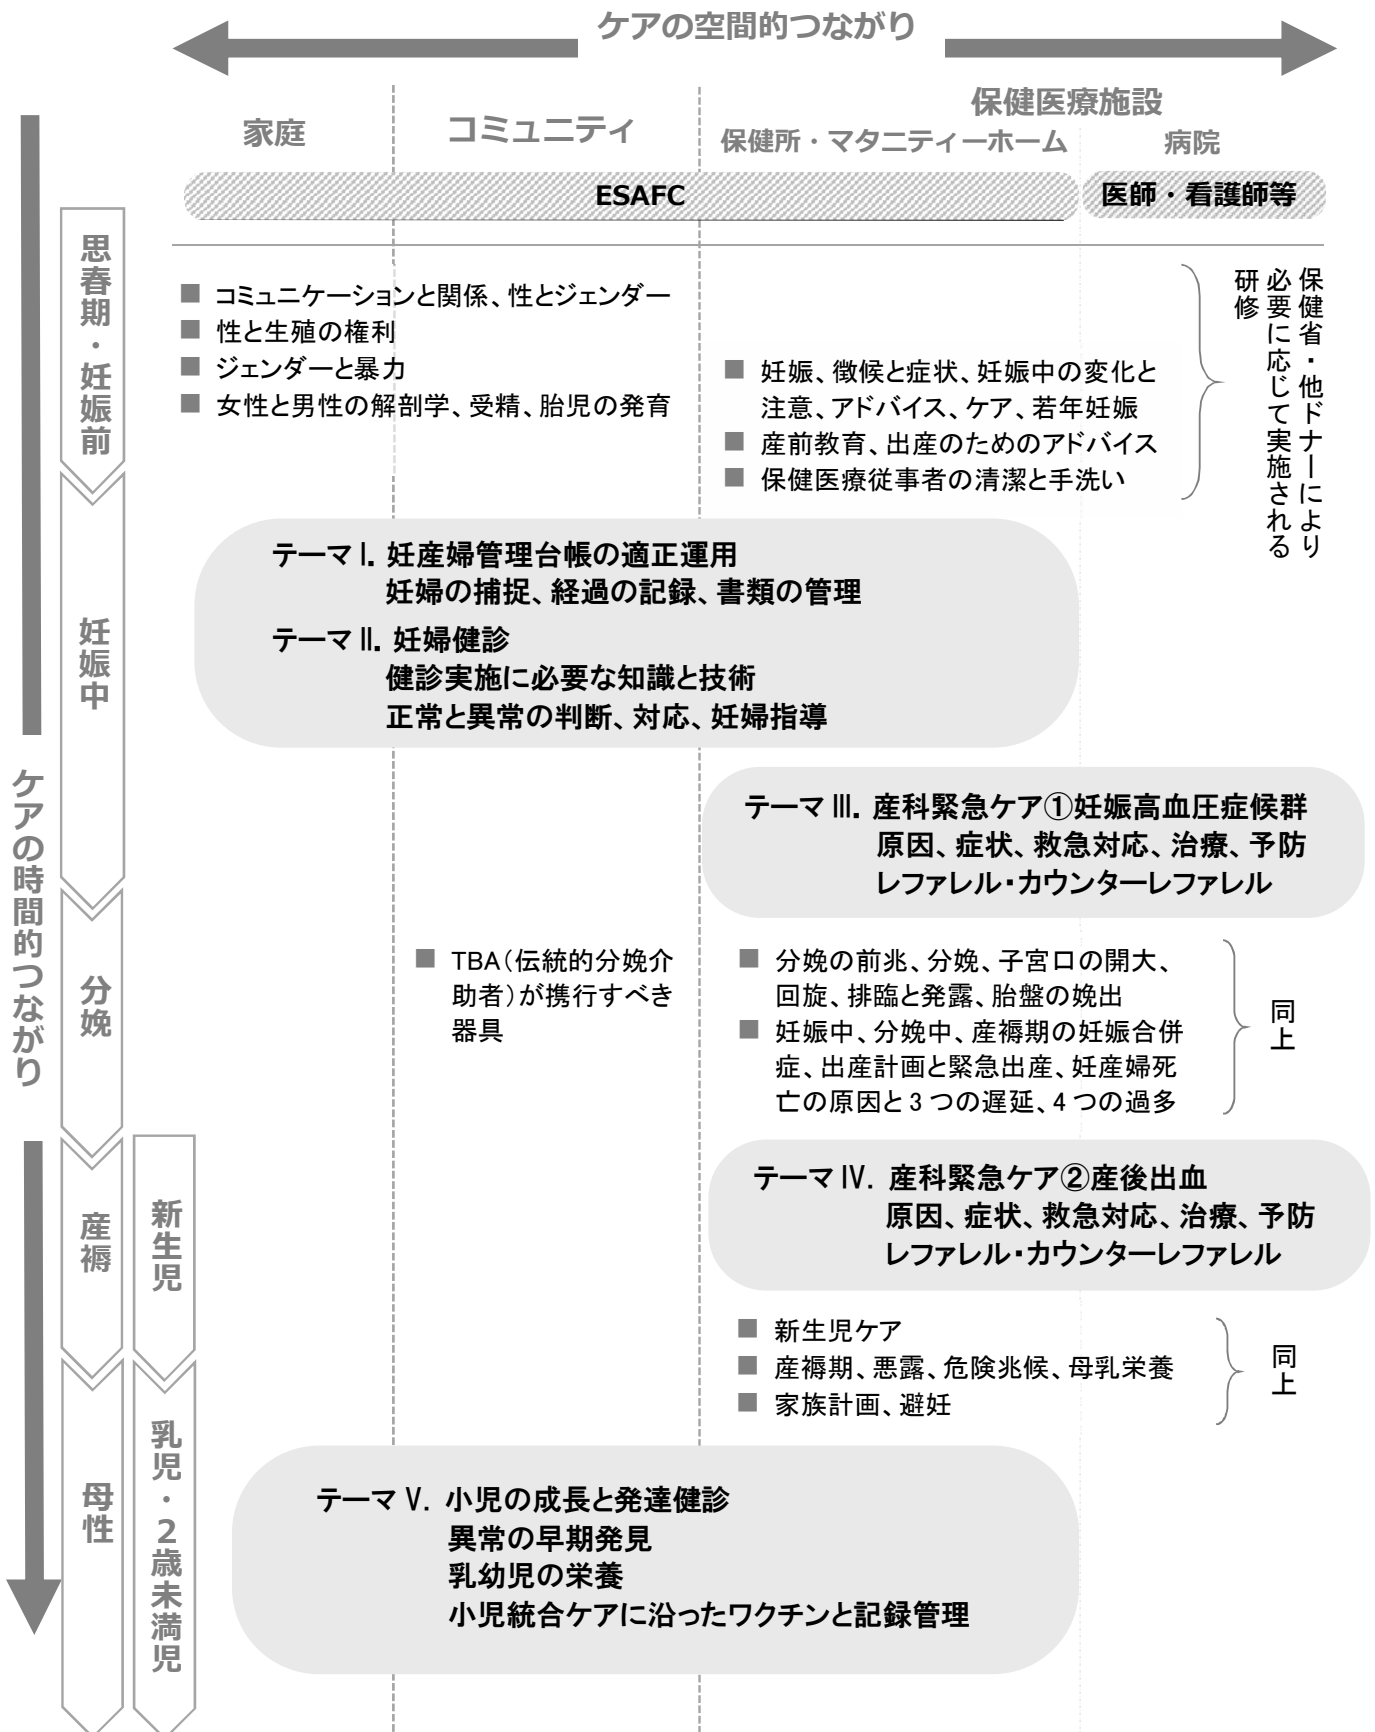 ケアの空間的つながり
保健医療施設
家庭
コミュニティ
保健所・マタニティーホーム
病院
ESAFC
医師・看護師等
ケアの時間的つながり
思春期・妊娠前
■ コミュニケーションと関係、性とジェンダー
■ 性と生殖の権利
■ ジェンダーと暴力
■ 女性と男性の解剖学、受精、胎児の発育
■ 妊娠、徴候と症状、妊娠中の変化と
注意、アドバイス、ケア、若年妊娠
■ 産前教育、出産のためのアドバイス
■ 保健医療従事者の清潔と手洗い
保健省・他ドナーにより
必要に応じて実施される
研修
妊娠中
テーマⅠ. 妊産婦管理台帳の適正運用
妊婦の捕捉、経過の記録、書類の管理
テーマⅡ. 妊婦健診
健診実施に必要な知識と技術
正常と異常の判断、対応、妊婦指導
テーマⅢ. 産科緊急ケア①妊娠高血圧症候群
原因、症状、救急対応、治療、予防
レファレル・カウンターレファレル
分娩
■ TBA(伝統的分娩介
助者)が携行すべき
器具
■ 分娩の前兆、分娩、子宮口の開大、
回旋、排臨と発露、胎盤の娩出
■ 妊娠中、分娩中、産褥期の妊娠合併
症、出産計画と緊急出産、妊産婦死
亡の原因と3つの遅延、4つの過多
同上
産褥
新生児
テーマⅣ. 産科緊急ケア②産後出血
原因、症状、救急対応、治療、予防
レファレル・カウンターレファレル
■ 新生児ケア
■ 産褥期、悪露、危険兆候、母乳栄養
■ 家族計画、避妊
同上
母性
乳児・2歳未満児
テーマⅤ. 小児の成長と発達健診
異常の早期発見
乳幼児の栄養
小児統合ケアに沿ったワクチンと記録管理